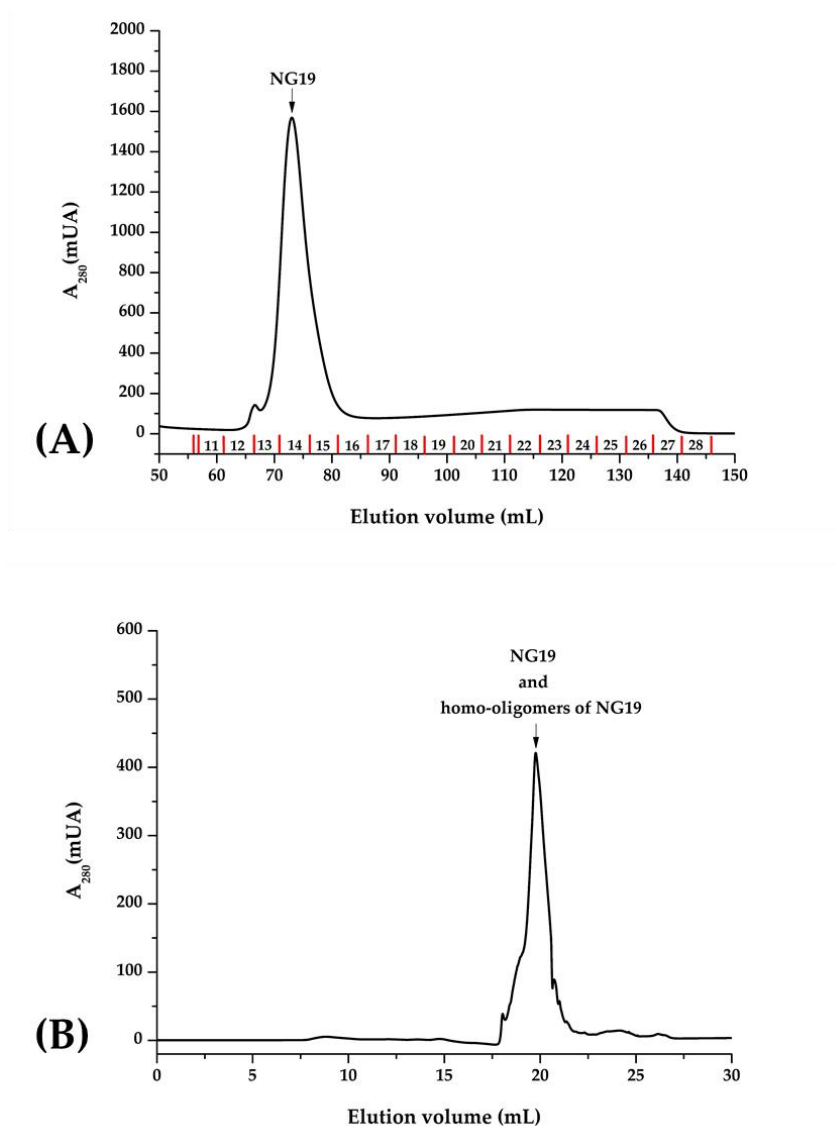 2000
1800
1600
1400
1200
1000
800
600
400
200
0
A280(mUA)
NG19
(A)
11 12 13 14 15 16 17 18 19 20 21 22 23 24 25 26 27 28
50 60 70 80 90 100 110 120 130 140 150
Elution volume (mL)
600
500
400
300
200
100
0
A280(mUA)
NG19
and
homo-oligomers of NG19
(B)
0 5 10 15 20 25 30
Elution volume (mL)